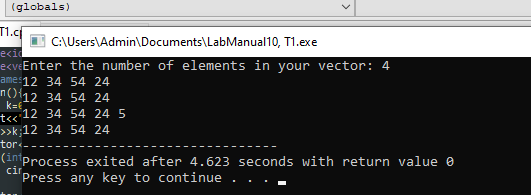 (globals)
T1.cp
C:\Users\Admin\Documents\LabManual10, T1.exe
Enter the number of elements in your vector: 4
12 34 54 24
12 34 54 24
12 34 54 24 5
12 34 54 24
--------------------------------
Process exited after 4.623 seconds with return value 0
Press any key to continue . . .